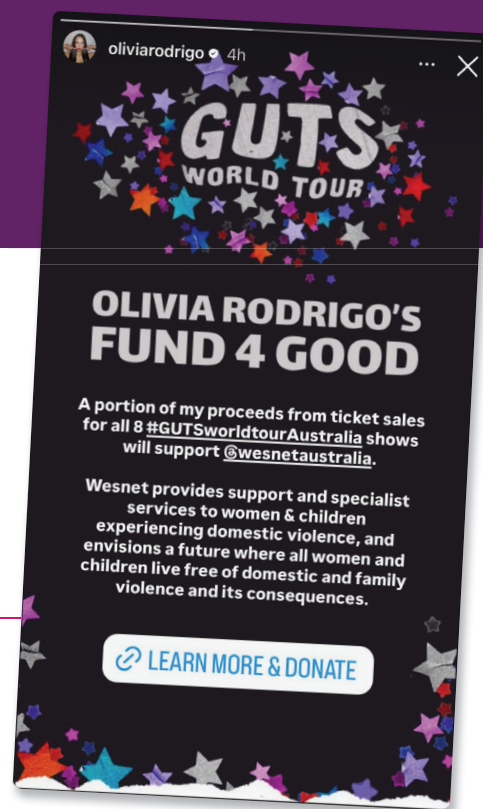 oliviarodrigo 4h
GUTS
WORLD TOUR
OLIVIA RODRIGO'S
FUND 4 GOOD
A portion of my proceeds from ticket sales
for all 8 #GUTSworldtourAustralia shows
will support @wesnetaustralia.
Wesnet provides support and specialist
services to women & children
experiencing domestic violence, and
envisions a future where all women and
children live free of domestic and family
violence and its consequences.
LEARN MORE & DONATE